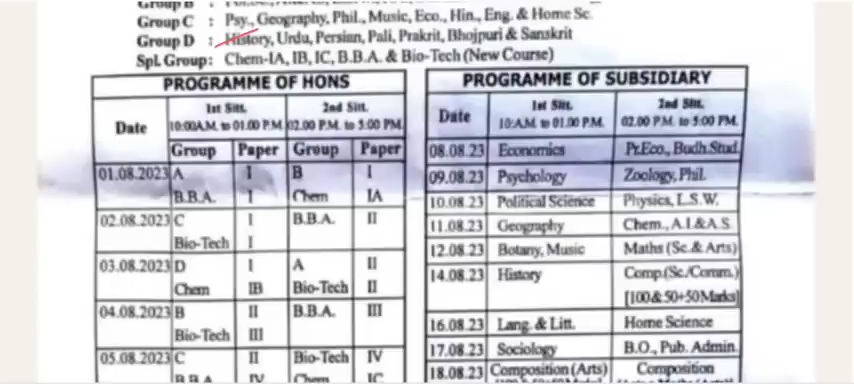 Group B :
Group C : Psy., Geography, Phil., Music, Eco., Hin., Eng. & Home Sc.
Group D : History, Urdu, Persian, Pali, Prakrit, Bhojpuri & Sanskrit
Spl. Group: Chem-IA, IB, IC, B.B.A. & Bio-Tech (New Course)
PROGRAMME OF HONS
Date 1st Sitt. 2nd Sitt.
10:00A.M. to 01:00 P.M. 02.00 P.M. to 5:00 P.M.
Group Paper Group Paper
01.08.2023 A I B I
B.B.A. I Chem IA
02.08.2023 C I B.B.A. II
Bio-Tech I
03.08.2023 D I A II
Chem IB Bio-Tech II
04.08.2023 B II B.B.A. III
Bio-Tech III
05.08.2023 C II Bio-Tech IV
B.B.A. IV Chem IC
PROGRAMME OF SUBSIDIARY
Date 1st Sitt. 2nd Sitt.
10:A.M. to 01.00 P.M. 02.00 P.M. to 5:00 P.M.
08.08.23 Economics Pr.Eco., Budh.Stud.
09.08.23 Psychology Zoology, Phil.
10.08.23 Political Science Physics, L.S.W.
11.08.23 Geography Chem., A.I.&A.S.
12.08.23 Botany, Music Maths (Sc. & Arts)
14.08.23 History Comp.(Sc./Comm.)
[100 & 50+50 Marks]
16.08.23 Lang. & Litt. Home Science
17.08.23 Sociology B.O., Pub. Admin.
18.08.23 Composition (Arts) Composition